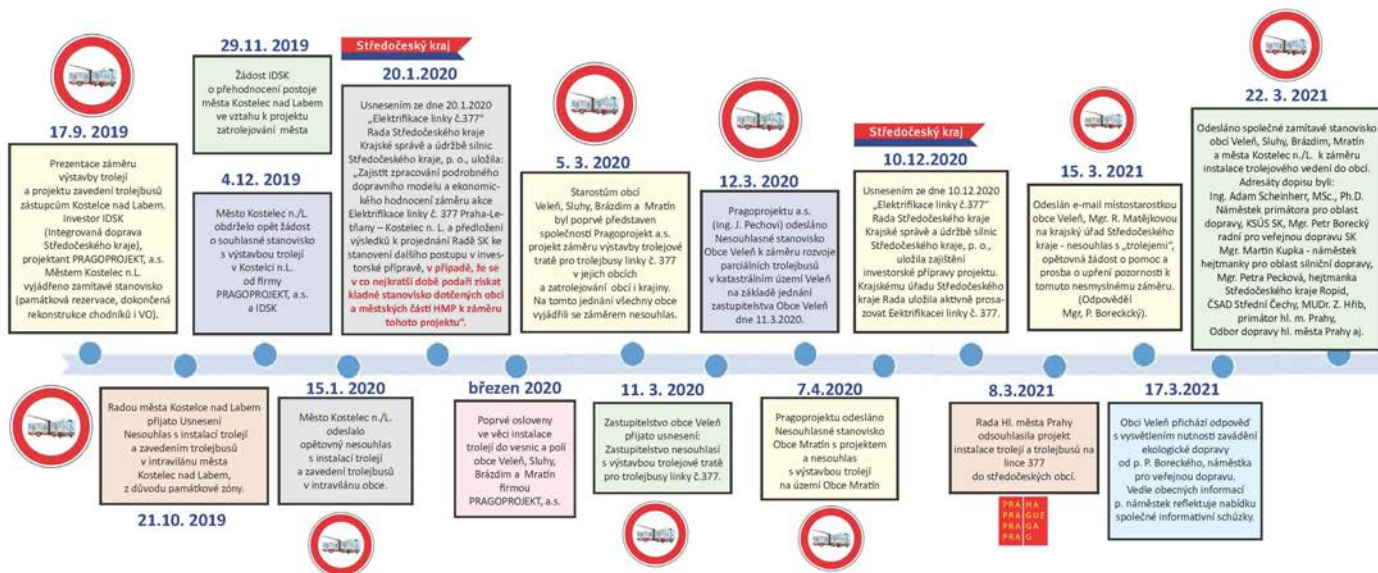 17.9. 2019
Prezentace záměru
výstavby trolejí
a projektu zavedení trolejbusů
zástupcům Kostelce nad Labem.
Investor IDSK
(Integrovaná doprava
Středočeského kraje),
projektant PRAGOPROJEKT, a.s.
Městem Kostelec n.L.
vyjádřeno zamítavé stanovisko
(památková rezervace, dokončená
rekonstrukce chodníků i VO).
Radou města Kostelce nad Labem
přijato Usnesení
Nesouhlas s instalací trolejí
a zavedením trolejbusů
v intravilánu města
Kostelec nad Labem,
z důvodu památkové zóny.
21.10. 2019
29.11. 2019
Žádost IDSK
o přehodnocení postoje
města Kostelec nad Labem
ve vztahu k projektu
zatrolejování města
4.12. 2019
Město Kostelec n./L.
obdrželo opět žádost
o souhlasné stanovisko
s výstavbou trolejí
v Kostelci n.L.
od firmy
PRAGOPROJEKT, a.s.
a IDSK
15.1. 2020
Město Kostelec n./L.
odeslalo
opětovný nesouhlas
s instalací trolejí
a zavedení trolejbusů
v intravilánu obce.
Středočeský kraj
20.1.2020
Usnesením ze dne 20.1.2020
„Elektrifikace linky č.377"
Rada Středočeského kraje
Krajské správě a údržbě silnic
Středočeského kraje, p. o., uložila:
„Zajistit zpracování podrobného
dopravního modelu a ekonomic-
kého hodnocení záměru akce
Elektrifikace linky č. 377 Praha-Le-
tňany – Kostelec n. L. a předložení
výsledků k projednání Radě SK ke
stanovení dalšího postupu v inves-
torské přípravě, v případě, že se
v co nejkratší době podaří získat
kladné stanovisko dotčených obcí
a městských částí HMP k záměru
tohoto projektu".
březen 2020
Poprvé osloveny
ve věci instalace
trolejí do vesnic a polí
obce Veleň, Sluhy,
Brázdim a Mratín
firmou
PRAGOPROJEKT, a.s.
5. 3. 2020
Starostům obcí
Veleň, Sluhy, Brázdim a Mratín
byl poprvé představen
společností Pragoprojekt a.s.
projekt záměru výstavby trolejové
tratě pro trolejbusy linky č. 377
v jejich obcích
a zatrolejování obcí i krajiny.
Na tomto jednání všechny obce
vyjádřili se záměrem nesouhlas.
11. 3. 2020
Zastupitelstvo obce Veleň
přijato usnesení:
Zastupitelstvo nesouhlasí
s výstavbou trolejové tratě
pro trolejbusy linky č.377.
12.3. 2020
Pragoprojektu a.s.
(Ing. J. Pechovi) odesláno
Nesouhlasné stanovisko
Obce Veleň k záměru rozvoje
parciálních trolejbusů
v katastrálním území Veleň
na základě jednání
zastupitelstva Obce Veleň
dne 11.3.2020.
7.4.2020
Pragoprojektu odesláno
Nesouhlasné stanovisko
Obce Mratín s projektem
a nesouhlas
s výstavbou trolejí
na území Obce Mratín
Středočeský kraj
10.12.2020
Usnesením ze dne 10.12.2020
„Elektrifikace linky č.377"
Rada Středočeského kraje
Krajské správě a údržbě silnic
Středočeského kraje, p. o.,
uložila zajištění
investorské přípravy projektu.
Krajskému úřadu Středočeského
kraje Rada uložila aktivně prosa-
zovat Eektrifikacei linky č. 377.
8.3.2021
Rada Hl. města Prahy
odsouhlasila projekt
instalace trolejí a trolejbusů na
lince 377
do středočeských obcí.
PRA HA
PRA GUE
PRA GA
PRA G
15. 3. 2021
Odeslán e-mail místostarostkou
obce Veleň, Mgr. R. Matějkovou
na krajský úřad Středočeského
kraje - nesouhlas s „trolejemi",
opětovná žádost o pomoc a
prosba o upření pozornosti k
tomuto nesmyslnému záměru.
(Odpověděl
Mgr, P. Boreckcký).
17.3.2021
Obci Veleň přichází odpověď
s vysvětlením nutnosti zavádění
ekologické dopravy
od p. P. Boreckého, náměstka
pro veřejnou dopravu.
Vedle obecných informací
p. náměstek reflektuje nabídku
společné informativní schůzky.
22. 3. 2021
Odesláno společné zamítavé stanovisko
obcí Veleň, Sluhy, Brázdim, Mratín
a města Kostelec n./L. k záměru
instalace trolejového vedení do obcí.
Adresáty dopisu byli:
Ing. Adam Scheinherr, MSc., Ph.D.
Náměstek primátora pro oblast
dopravy, KSÚS SK, Mgr. Petr Borecký
radní pro veřejnou dopravu SK
Mgr. Martin Kupka - náměstek
hejtmanky pro oblast silniční dopravy,
Mgr. Petra Pecková, hejtmanka
Středočeského kraje Ropid,
ČSAD Střední Čechy, MUDr. Z. Hřib,
primátor hl. m. Prahy,
Odbor dopravy hl. města Prahy aj.